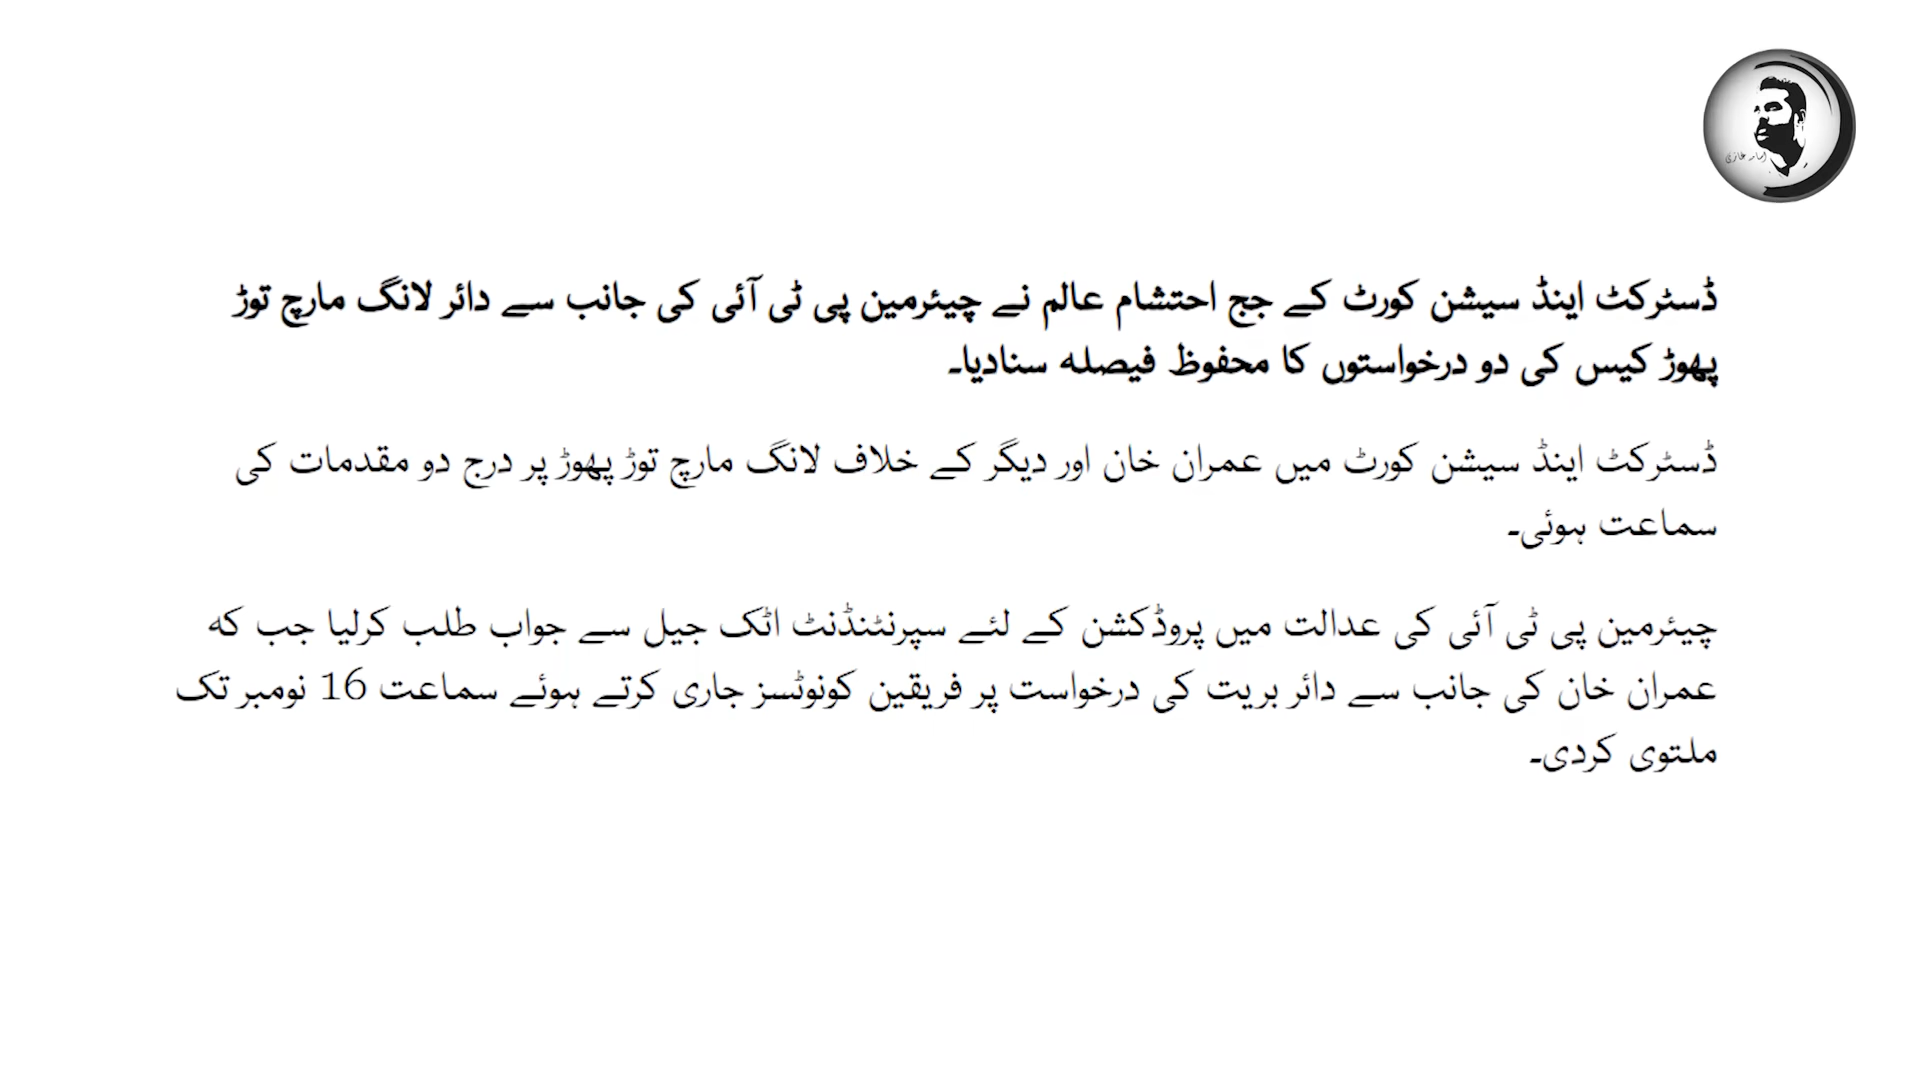 اسامہ غازی
ڈسٹرکٹ اینڈ سیشن کورٹ کے جج احتشام عالم نے چیئرمین پی ٹی آئی کی جانب سے دائر لانگ مارچ توڑ
پھوڑ کیس کی دو درخواستوں کا محفوظ فیصلہ سنادیا۔
ڈسٹرکٹ اینڈ سیشن کورٹ میں عمران خان اور دیگر کے خلاف لانگ مارچ توڑ پھوڑ پر درج دو مقدمات کی
سماعت ہوئی۔
چیئرمین پی ٹی آئی کی عدالت میں پروڈکشن کے لئے سپرنٹنڈنٹ اٹک جیل سے جواب طلب کرلیا جب کہ
عمران خان کی جانب سے دائر بریت کی درخواست پر فریقین کونوٹسز جاری کرتے ہوئے سماعت 16 نومبر تک
ملتوی کردی۔